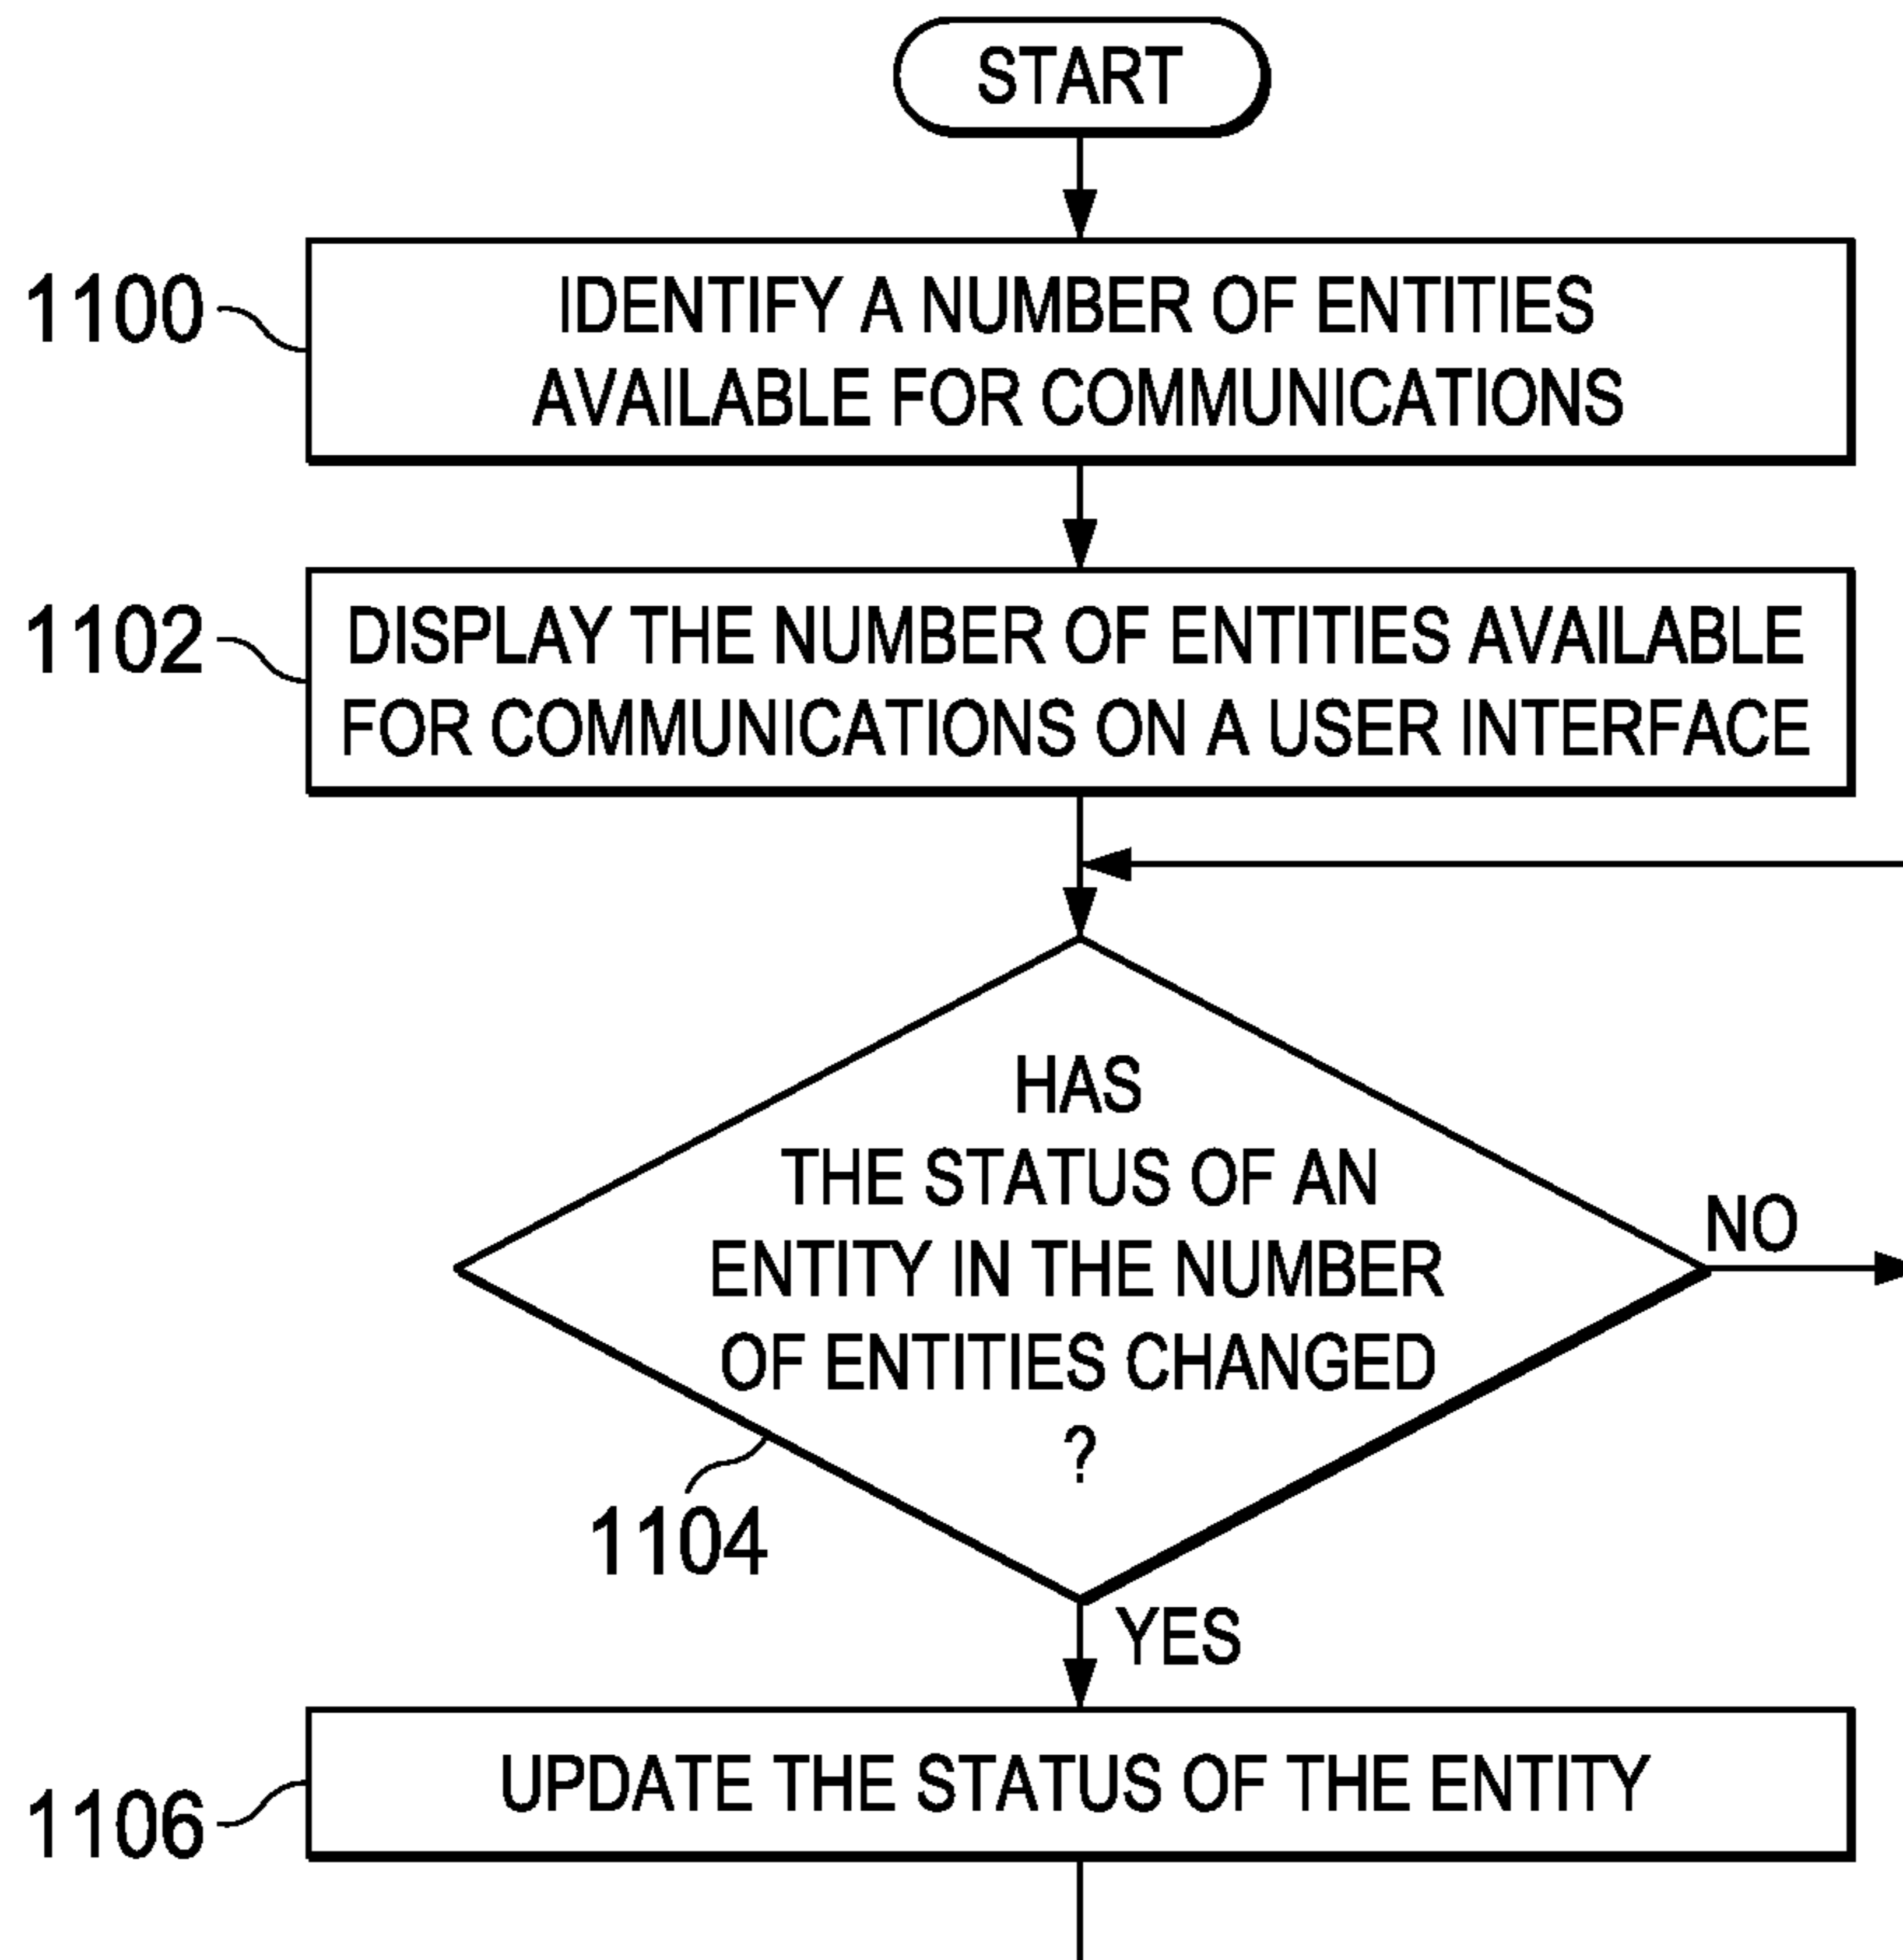 START
1100
IDENTIFY A NUMBER OF ENTITIES
AVAILABLE FOR COMMUNICATIONS
1102
DISPLAY THE NUMBER OF ENTITIES AVAILABLE
FOR COMMUNICATIONS ON A USER INTERFACE
HAS
THE STATUS OF AN
ENTITY IN THE NUMBER
OF ENTITIES CHANGED
?
NO
1104
YES
1106
UPDATE THE STATUS OF THE ENTITY